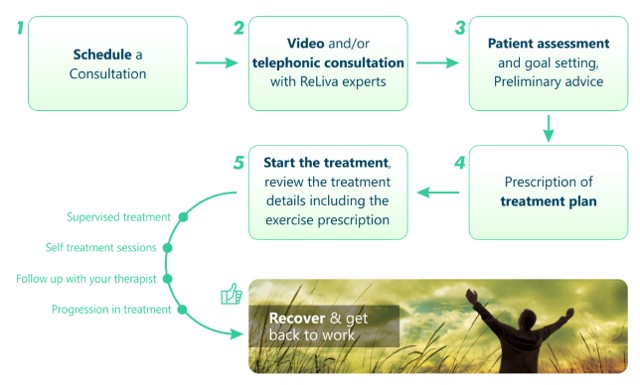 1
Schedule a
Consultation
2
Video and/or
telephonic consultation
with ReLiva experts
3
Patient assessment
and goal setting,
Preliminary advice
4
Prescription of
treatment plan
5
Start the treatment,
review the treatment
details including the
exercise prescription
Supervised treatment
Self treatment sessions
Follow up with your therapist
Progression in treatment
Recover & get
back to work